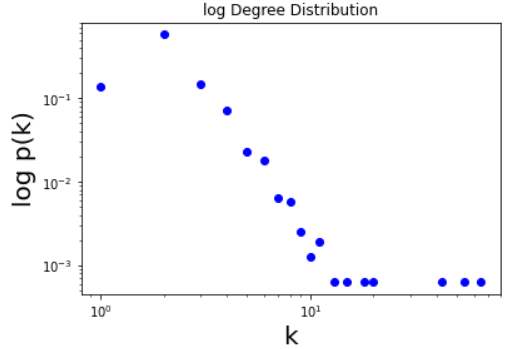 log Degree Distribution
log p(k)
10⁻¹
10⁻²
10⁻³
10⁰
10¹
k